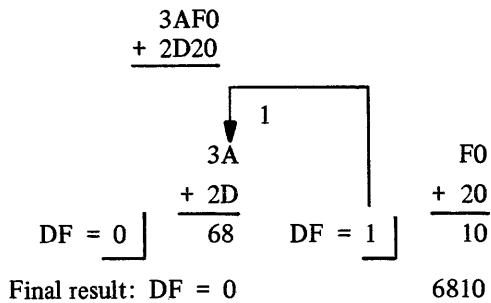 3AF0
+ 2D20
1
3A F0
+ 2D + 20
DF = 0 68 DF = 1 10
Final result: DF = 0 6810